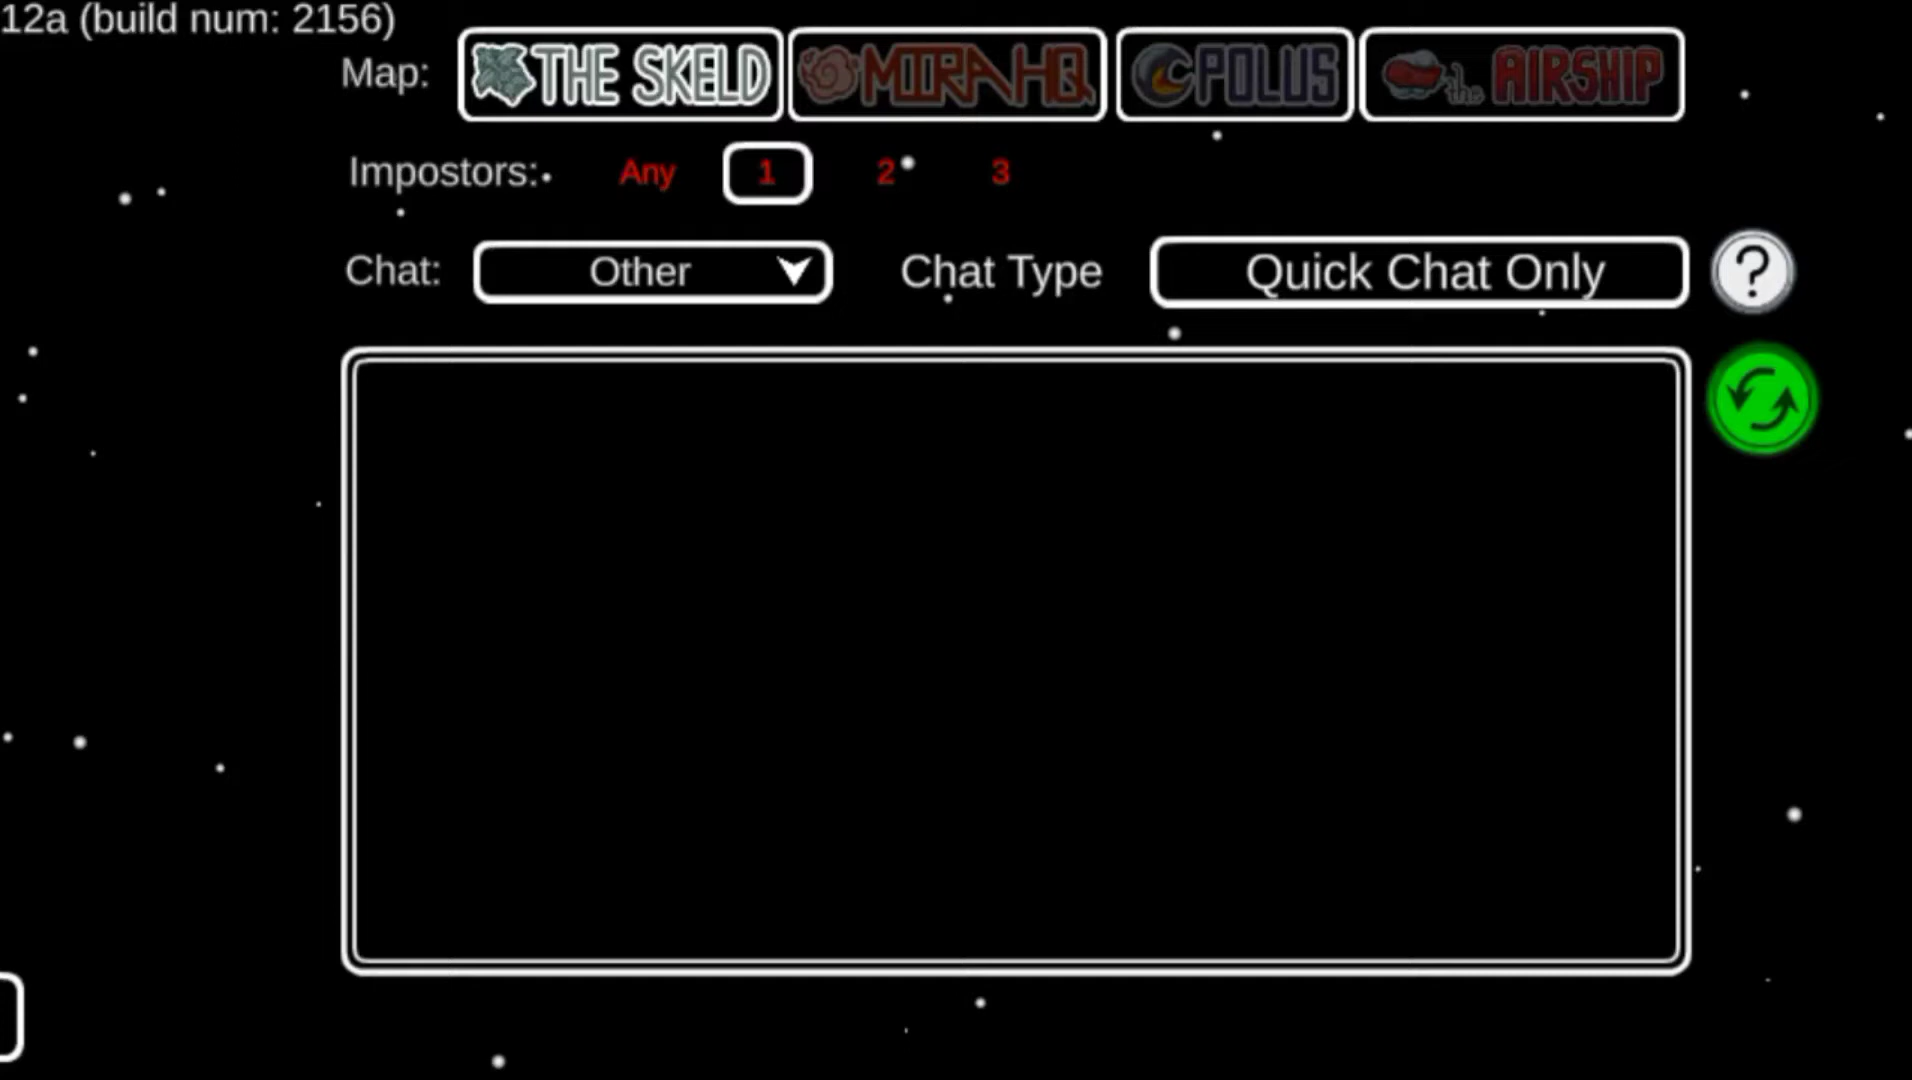 12a (build num: 2156)
Map: THE SKELD MIRA HQ POLUS the AIRSHIP
Impostors: Any 1 2 3
Chat: Other Chat Type Quick Chat Only ?